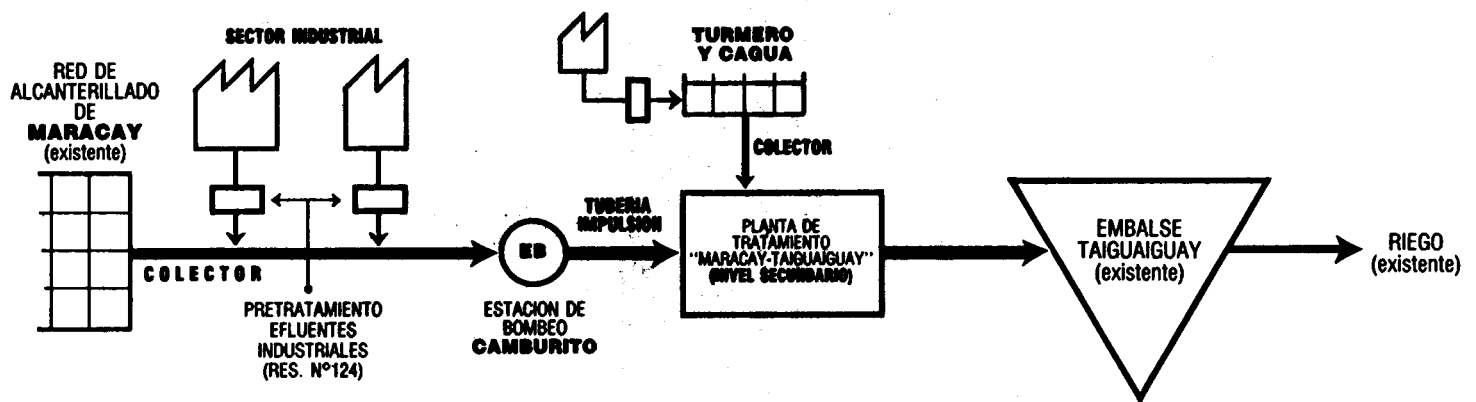 RED DE
ALCANTERILLADO
DE
MARACAY
(existente)
SECTOR INDUSTRIAL
COLECTOR
PRETRATAMIENTO
EFLUENTES
INDUSTRIALES
(RES. Nº124)
EB
ESTACION DE
BOMBEO
CAMBURITO
TUBERIA
IMPULSION
TURMERO
Y CAGUA
COLECTOR
PLANTA DE
TRATAMIENTO
"MARACAY-TAIGUAIGUAY"
(NIVEL SECUNDARIO)
EMBALSE
TAIGUAIGUAY
(existente)
RIEGO
(existente)